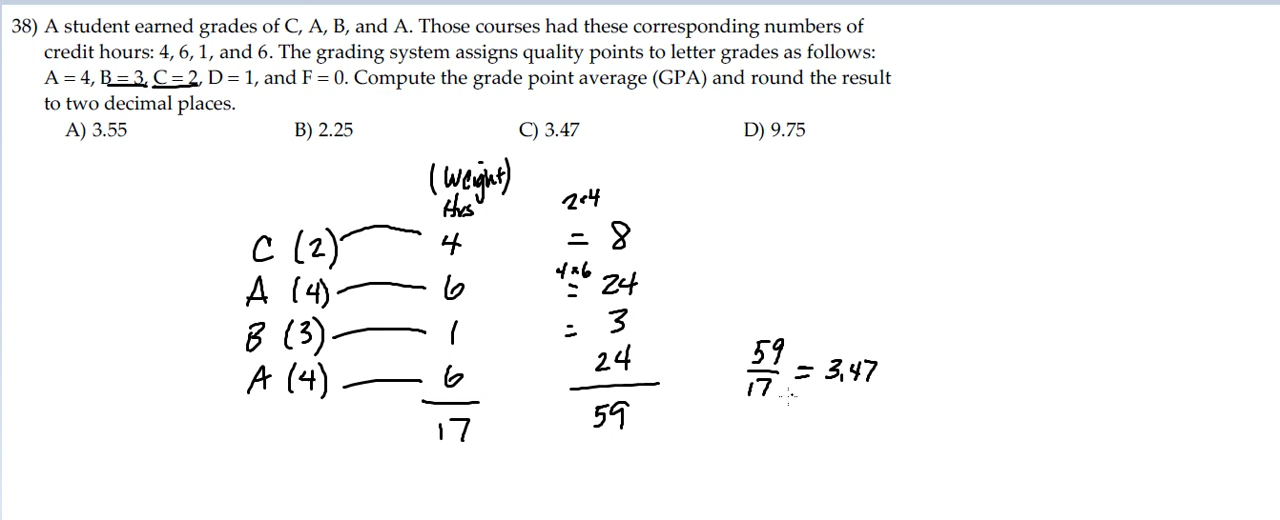 38) A student earned grades of C, A, B, and A. Those courses had these corresponding numbers of
credit hours: 4, 6, 1, and 6. The grading system assigns quality points to letter grades as follows:
A = 4, B = 3, C = 2, D = 1, and F = 0. Compute the grade point average (GPA) and round the result
to two decimal places.
A) 3.55 B) 2.25 C) 3.47 D) 9.75
(Weight)
Hrs 2·4
C (2) 4 = 8
4×6
A (4) 6 = 24
B (3) 1 = 3
A (4) 6 24
17 59
59/17 = 3.47